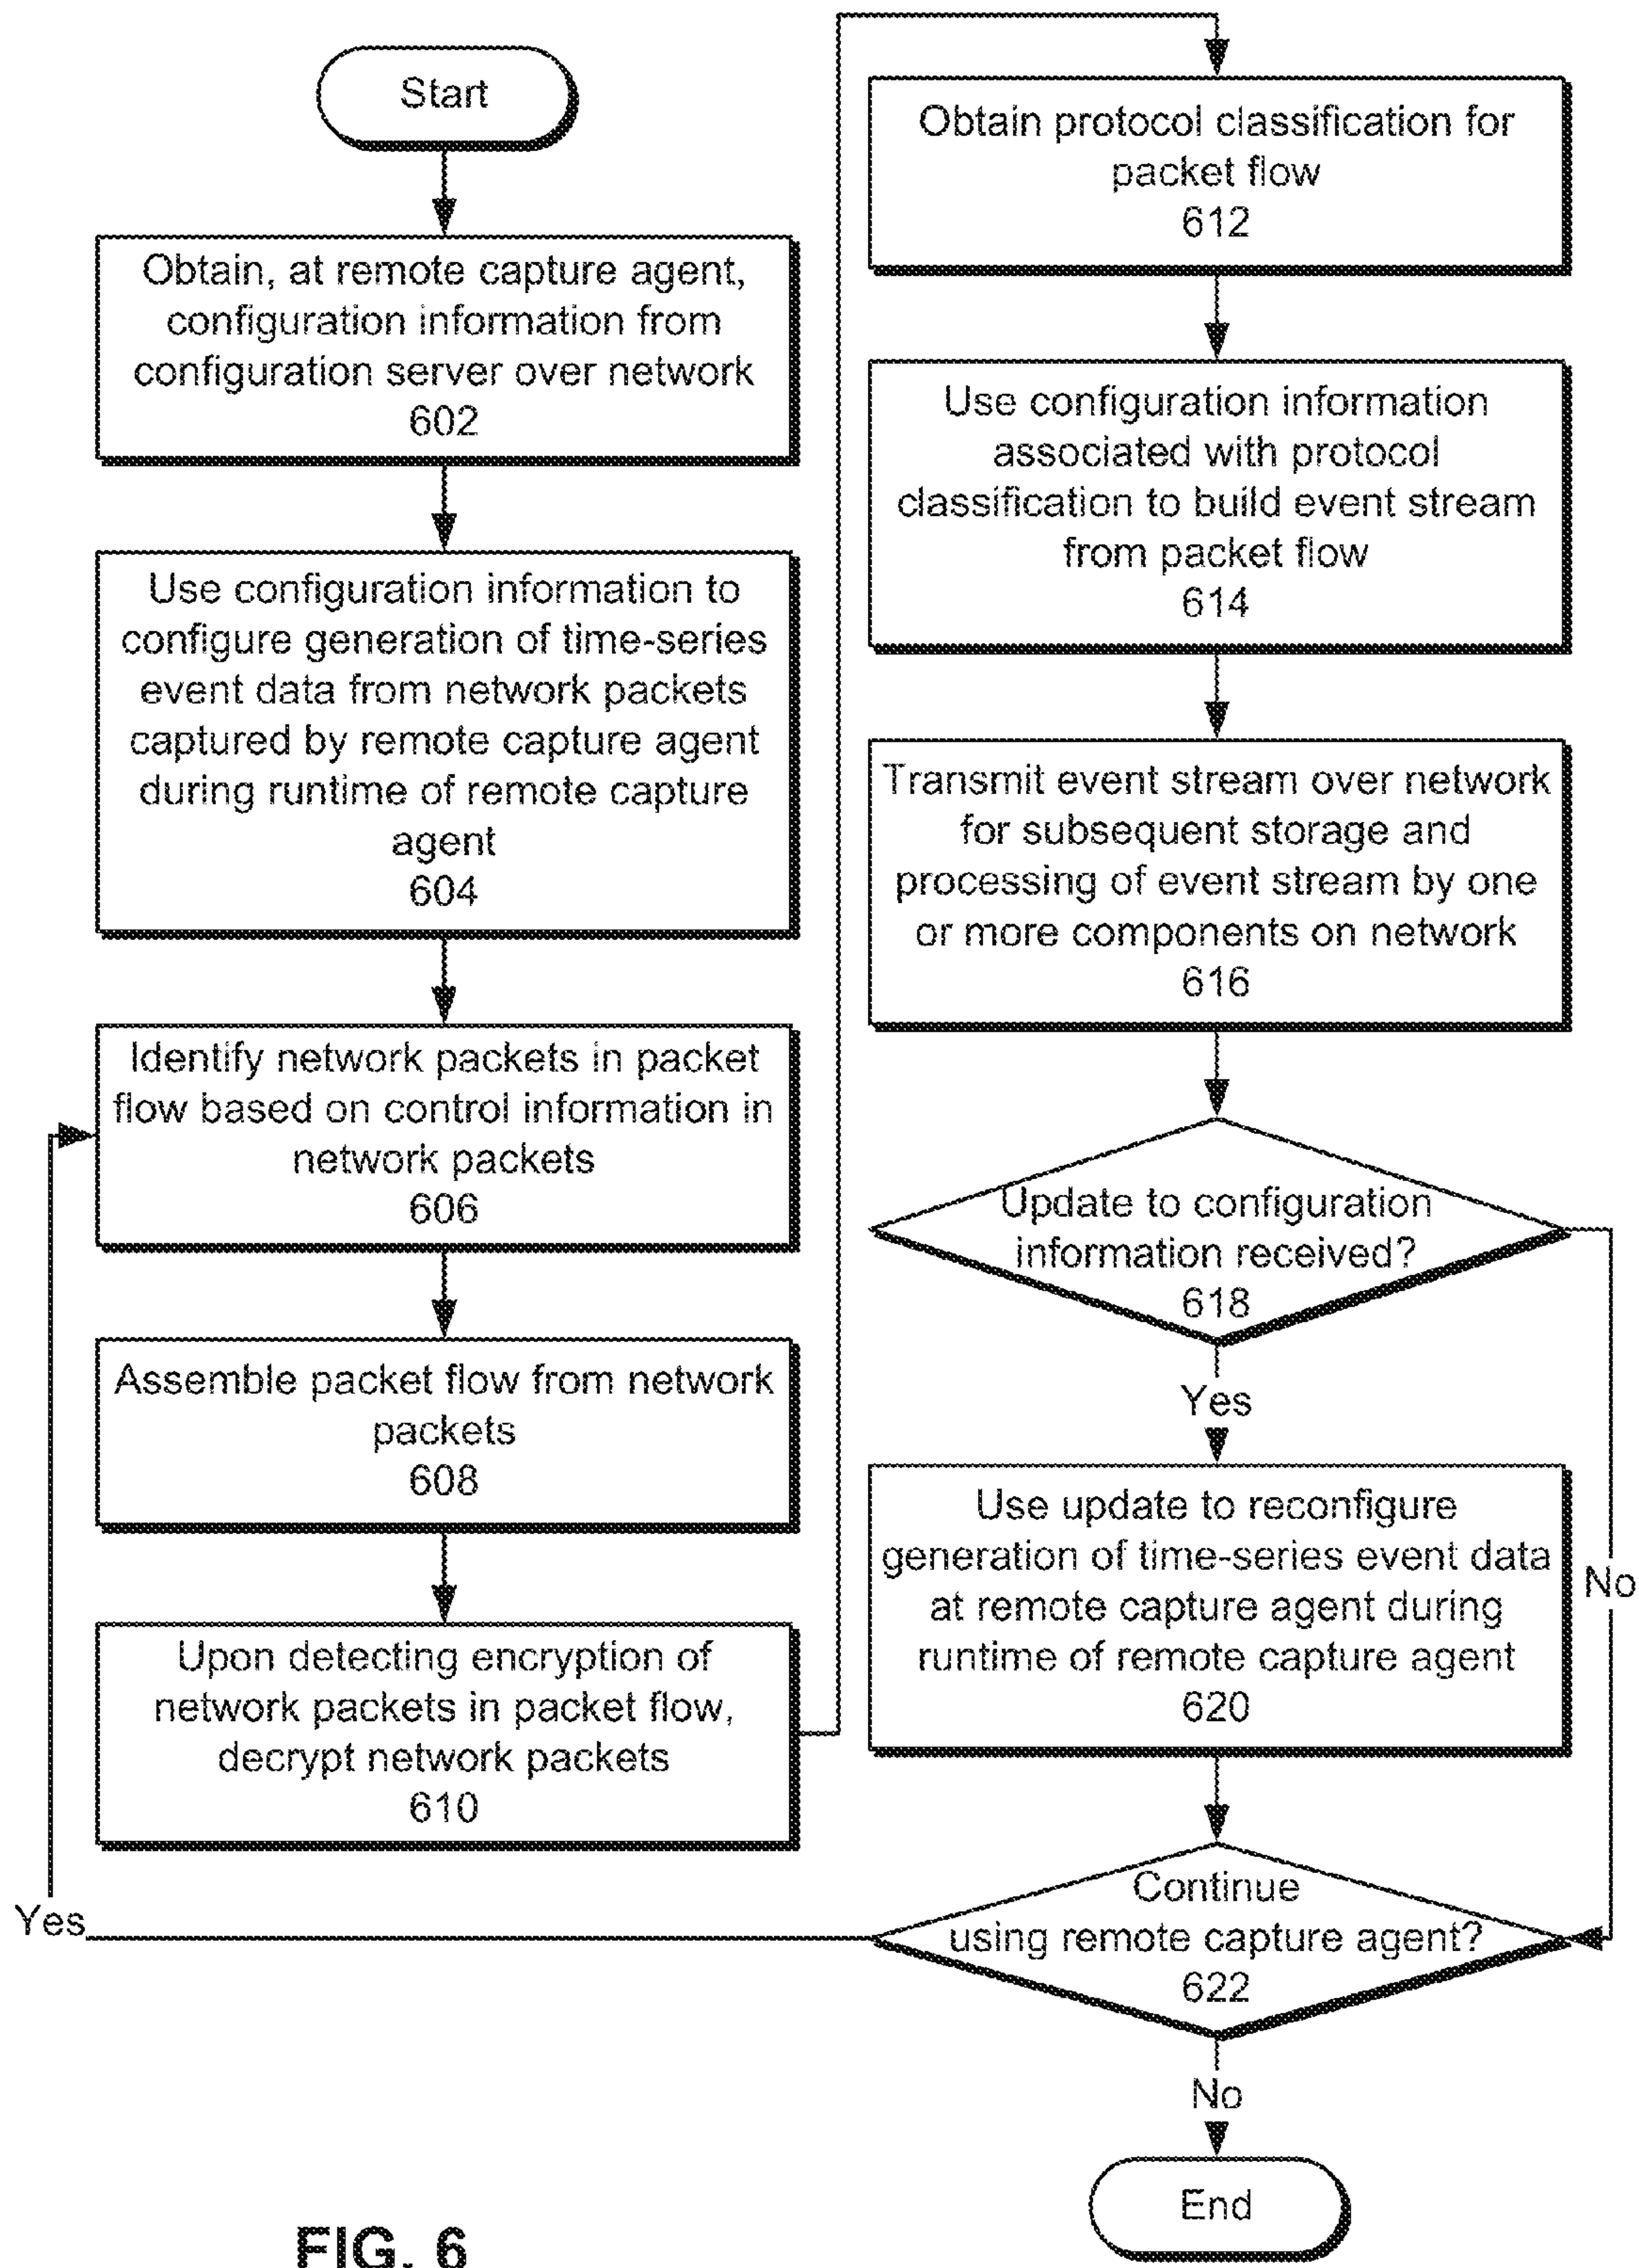 Start
Obtain, at remote capture agent,
configuration information from
configuration server over network
602
Use configuration information to
configure generation of time-series
event data from network packets
captured by remote capture agent
during runtime of remote capture
agent
604
Identify network packets in packet
flow based on control information in
network packets
606
Assemble packet flow from network
packets
608
Upon detecting encryption of
network packets in packet flow,
decrypt network packets
610
Obtain protocol classification for
packet flow
612
Use configuration information
associated with protocol
classification to build event stream
from packet flow
614
Transmit event stream over network
for subsequent storage and
processing of event stream by one
or more components on network
616
Update to configuration
information received?
618
Yes
No
Use update to reconfigure
generation of time-series event data
at remote capture agent during
runtime of remote capture agent
620
Continue
using remote capture agent?
622
Yes
No
End
FIG. 6